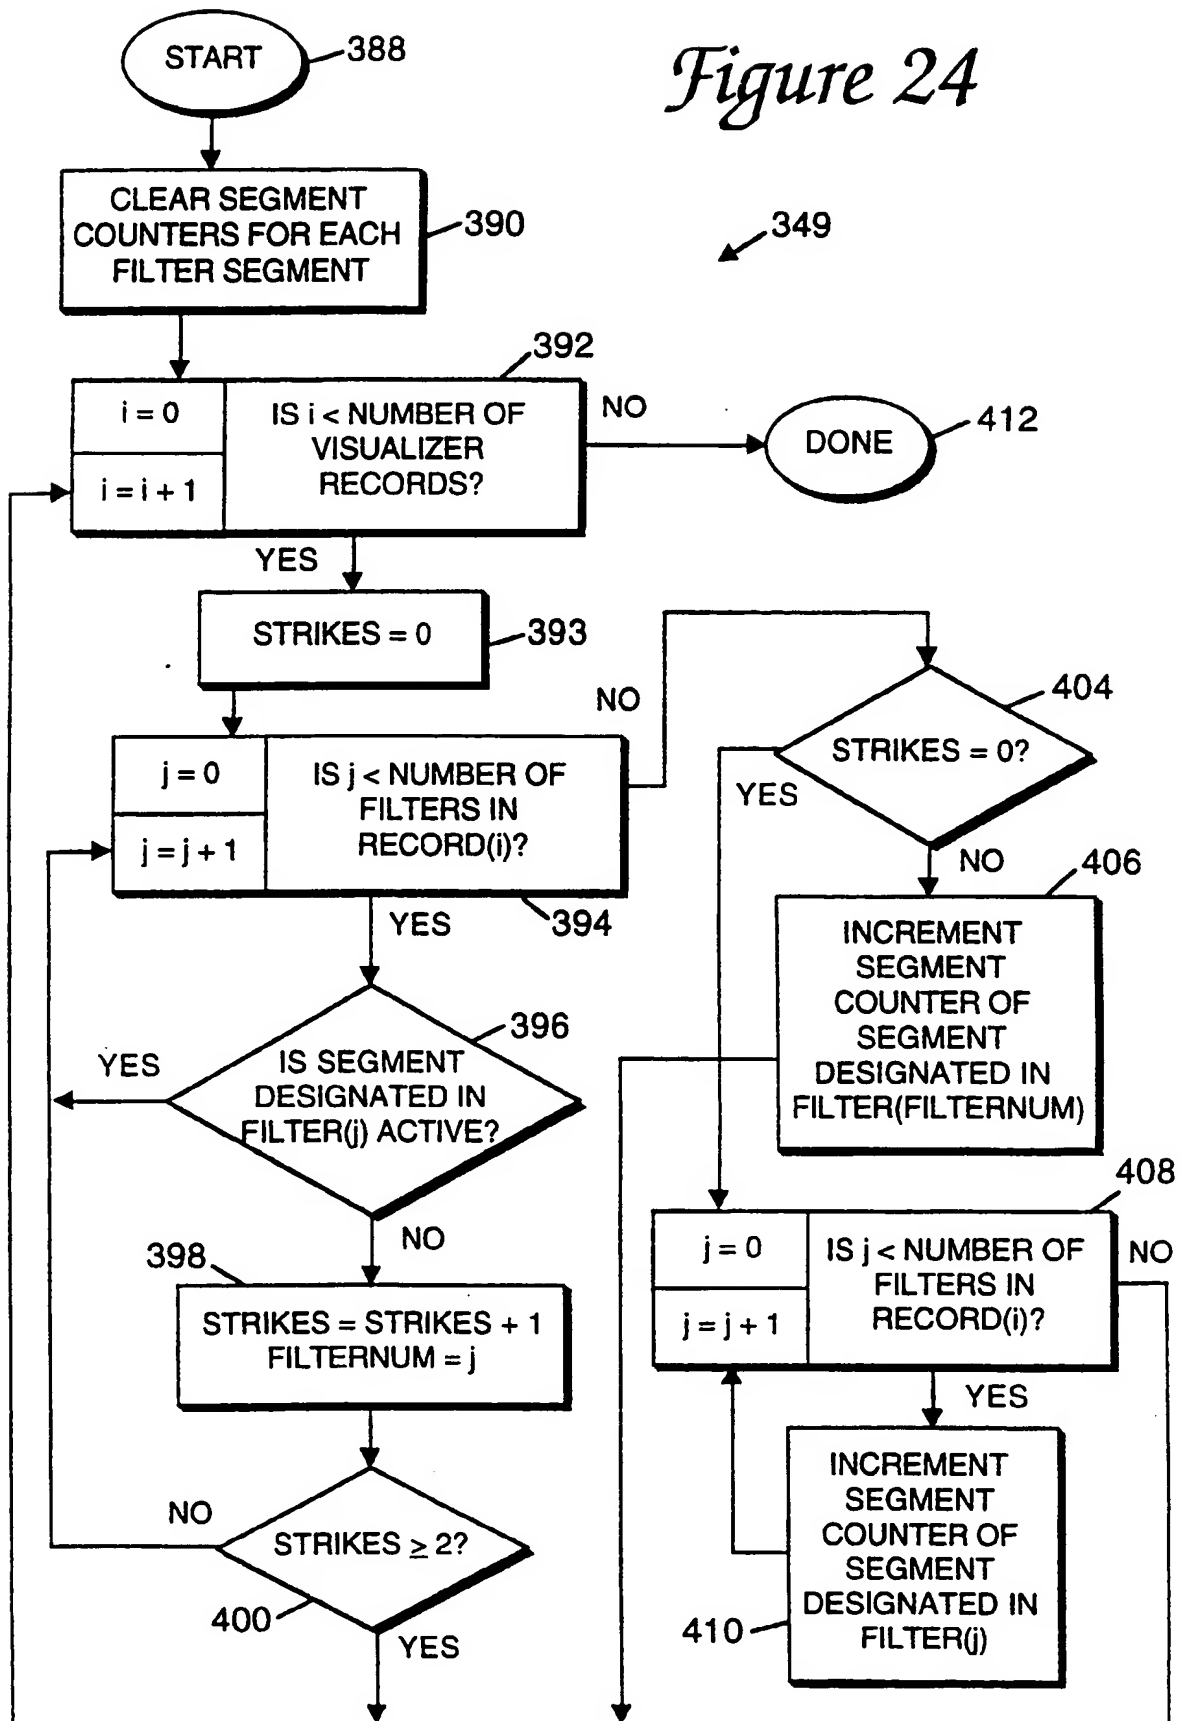 START
388
Figure 24
CLEAR SEGMENT
COUNTERS FOR EACH
FILTER SEGMENT
390
349
392
i = 0
i = i + 1
IS i < NUMBER OF
VISUALIZER
RECORDS?
NO
DONE
412
YES
STRIKES = 0
393
NO
404
STRIKES = 0?
YES
NO
j = 0
j = j + 1
IS j < NUMBER OF
FILTERS IN
RECORD(i)?
394
YES
406
INCREMENT
SEGMENT
COUNTER OF
SEGMENT
DESIGNATED IN
FILTER(FILTERNUM)
396
IS SEGMENT
DESIGNATED IN
FILTER(j) ACTIVE?
YES
NO
398
STRIKES = STRIKES + 1
FILTERNUM = j
408
j = 0
j = j + 1
IS j < NUMBER OF
FILTERS IN
RECORD(i)?
NO
YES
NO
STRIKES ≥ 2?
400
YES
INCREMENT
SEGMENT
COUNTER OF
SEGMENT
DESIGNATED IN
FILTER(j)
410